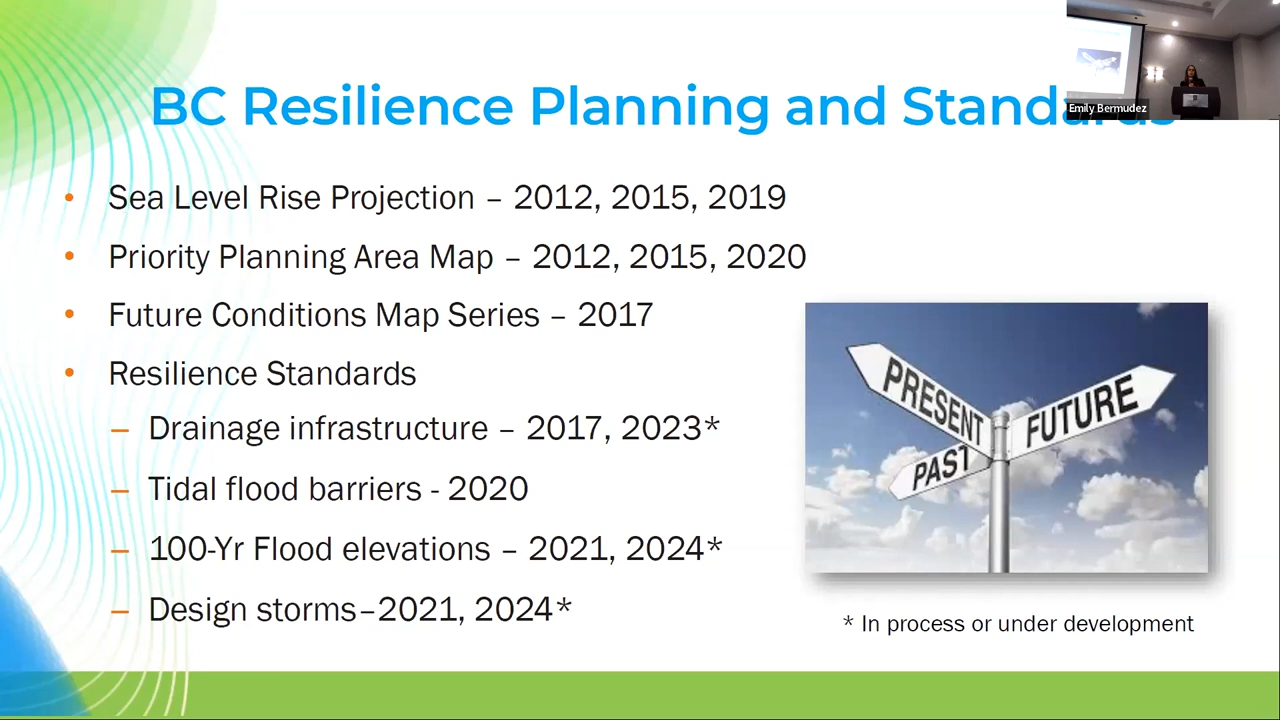 BC Resilience Planning and Standards
Emily Bermudez
• Sea Level Rise Projection – 2012, 2015, 2019
• Priority Planning Area Map – 2012, 2015, 2020
• Future Conditions Map Series – 2017
• Resilience Standards
– Drainage infrastructure – 2017, 2023*
– Tidal flood barriers - 2020
– 100-Yr Flood elevations – 2021, 2024*
– Design storms–2021, 2024*
PRESENT
FUTURE
PAST
* In process or under development